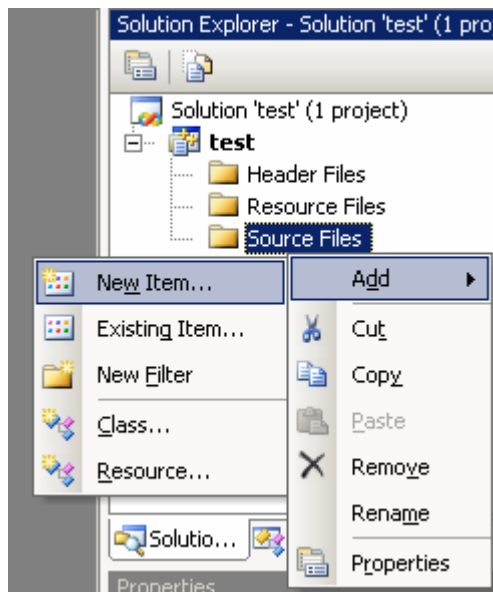 Solution Explorer - Solution 'test' (1 pro
Solution 'test' (1 project)
test
Header Files
Resource Files
Source Files
New Item...
Existing Item...
New Filter
Class...
Resource...
Add
Cut
Copy
Paste
Remove
Rename
Properties
Solutio...
Properties